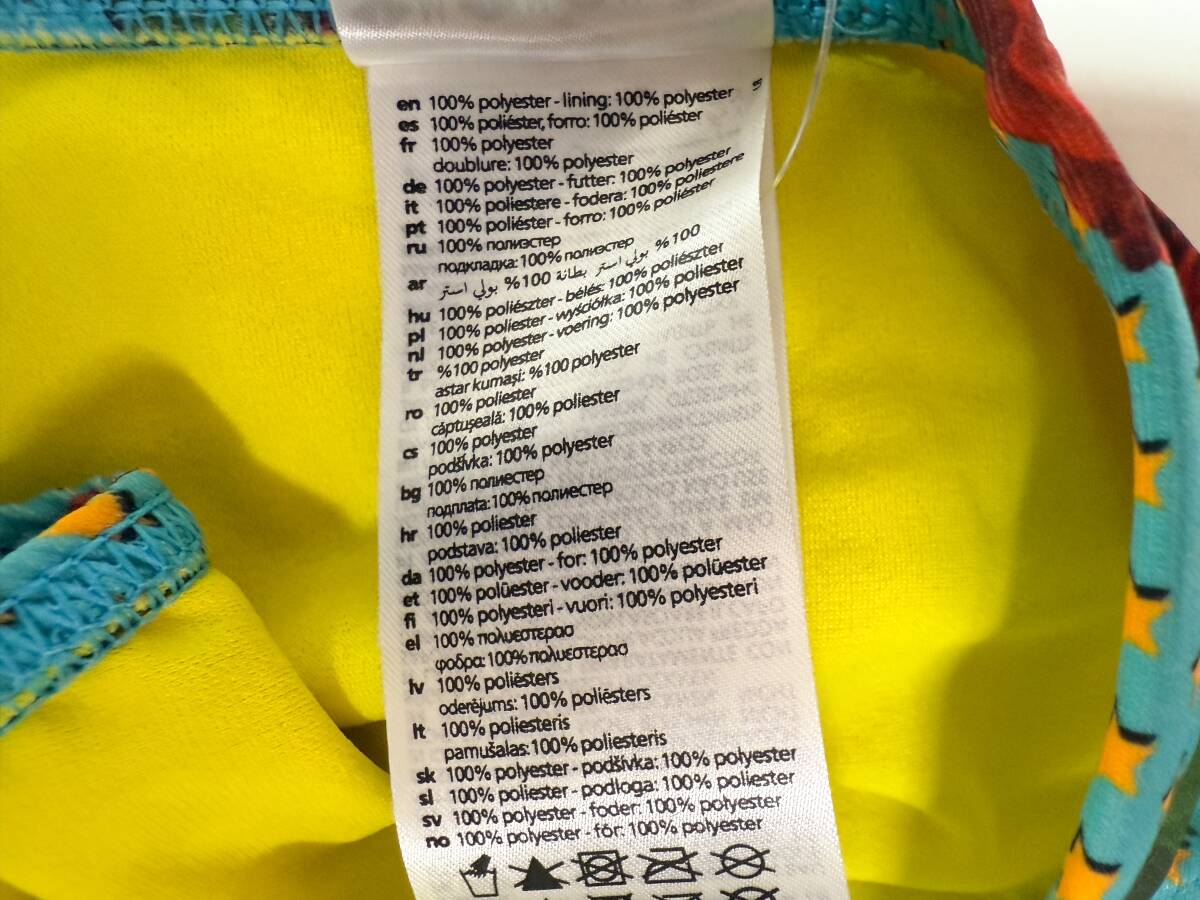 en 100% polyester - lining: 100% polyester
es 100% poliéster, forro: 100% poliéster
fr 100% polyester
doublure: 100% polyester
de 100% polyester - futter: 100% polyester
it 100% poliestere - fodera: 100% poliestere
pt 100% poliéster - forro: 100% poliéster
ru 100% полиэстер
подкладка: 100% полиэстер
ar 100 % بولي استر بطانة 100% بولي استر
hu 100% poliészter - bélés: 100% poliészter
pl 100% poliester - wyściółka: 100% poliester
nl 100% polyester - voering: 100% polyester
tr %100 polyester
astar kumaşi: %100 polyester
ro 100% poliester
căptuşeală: 100% poliester
cs 100% polyester
podšívka: 100% polyester
bg 100% полиестер
подплата: 100% полиестер
hr 100% poliester
podstava: 100% poliester
da 100% polyester - for: 100% polyester
et 100% polüester - vooder: 100% polüester
fi 100% polyesteri - vuori: 100% polyesteri
el 100% πολυεστερασ
φοδρα: 100% πολυεστερασ
lv 100% poliésters
oderējums: 100% poliésters
lt 100% poliesteris
pamušalas: 100% poliesteris
sk 100% polyester - podšívka: 100% polyester
sl 100% poliester - podloga: 100% poliester
sv 100% polyester - foder: 100% polyester
no 100% polyester - fôr: 100% polyester